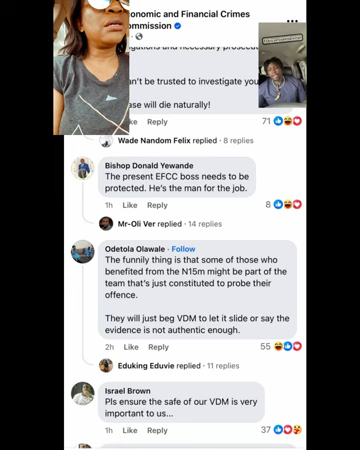 onomic and Financial Crimes
ommission
an't be trusted to investigate you
ase will die naturally!
ke Reply 71
Wade Nandom Felix replied · 8 replies
Bishop Donald Yewande
The present EFCC boss needs to be
protected. He's the man for the job.
1h Like Reply 8
Mr-Oli Ver replied · 14 replies
Odetola Olawale · Follow
The funnily thing is that some of those who
benefited from the N15m might be part of the
team that's just constituted to probe their
offence.
They will just beg VDM to let it slide or say the
evidence is not authentic enough.
2h Like Reply 55
Eduking Eduvie replied · 11 replies
Israel Brown
Pls ensure the safe of our VDM is very
important to us...
1h Like Reply 37